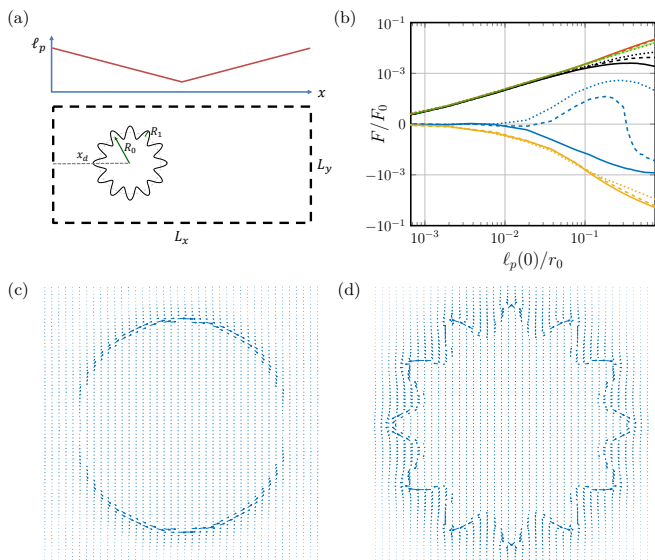 (a)
ℓ_p
x
x_d
R_0
R_1
L_y
L_x
(b)
10^{-1}
10^{-3}
0
-10^{-3}
-10^{-1}
F/F_0
10^{-3} 10^{-2} 10^{-1}
ℓ_p(0)/r_0
(c)
(d)